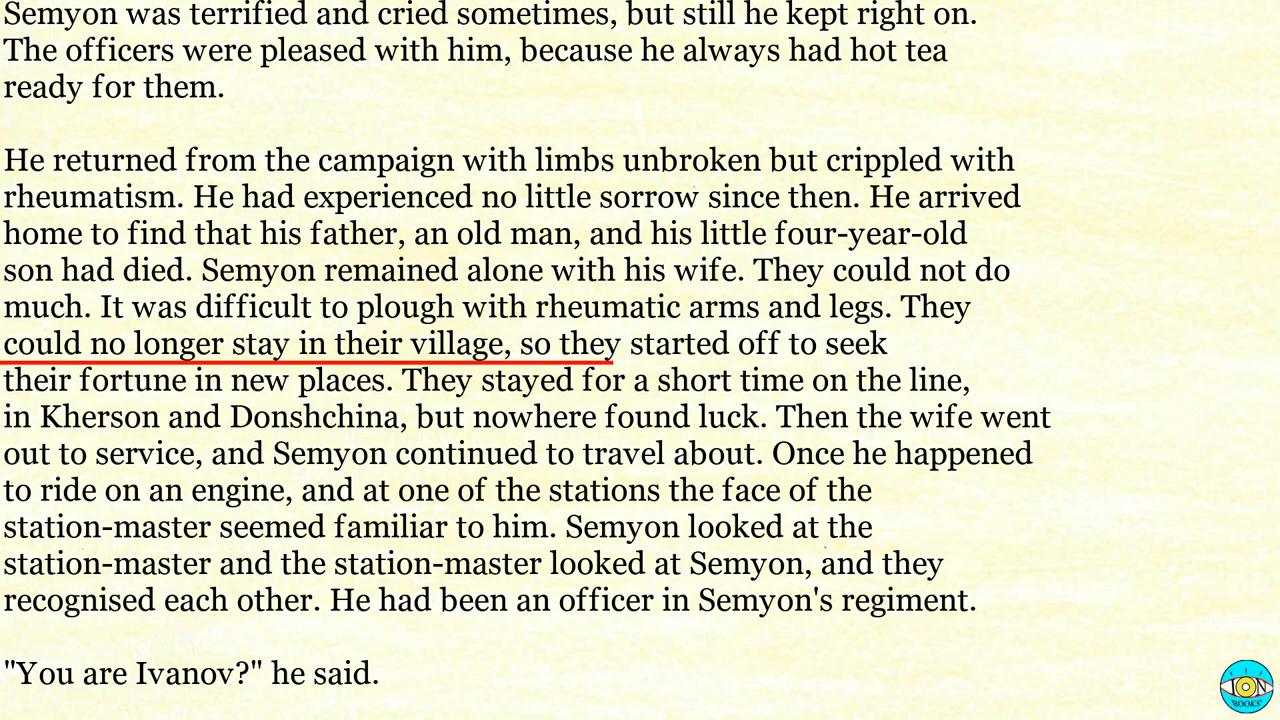 Semyon was terrified and cried sometimes, but still he kept right on.
The officers were pleased with him, because he always had hot tea
ready for them.
He returned from the campaign with limbs unbroken but crippled with
rheumatism. He had experienced no little sorrow since then. He arrived
home to find that his father, an old man, and his little four-year-old
son had died. Semyon remained alone with his wife. They could not do
much. It was difficult to plough with rheumatic arms and legs. They
could no longer stay in their village, so they started off to seek
their fortune in new places. They stayed for a short time on the line,
in Kherson and Donshchina, but nowhere found luck. Then the wife went
out to service, and Semyon continued to travel about. Once he happened
to ride on an engine, and at one of the stations the face of the
station-master seemed familiar to him. Semyon looked at the
station-master and the station-master looked at Semyon, and they
recognised each other. He had been an officer in Semyon's regiment.
"You are Ivanov?" he said.
ION
BOOKS